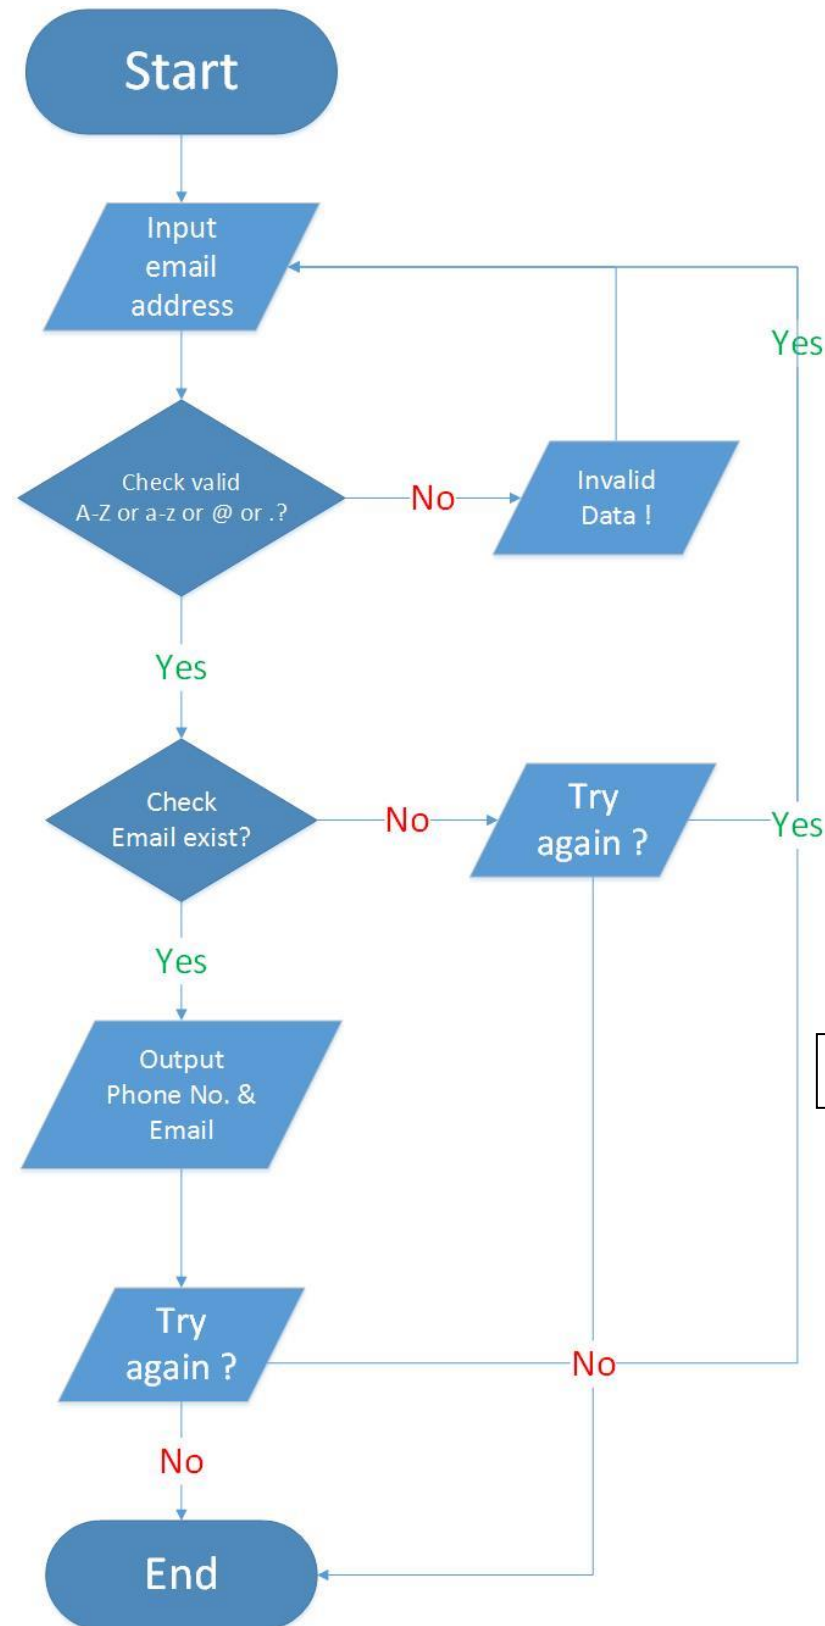 Start
Input
email
address
Yes
Check valid
A-Z or a-z or @ or .?
No
Invalid
Data !
Yes
Check
Email exist?
No
Try
again ?
Yes
Yes
Output
Phone No. &
Email
Try
again ?
No
No
End